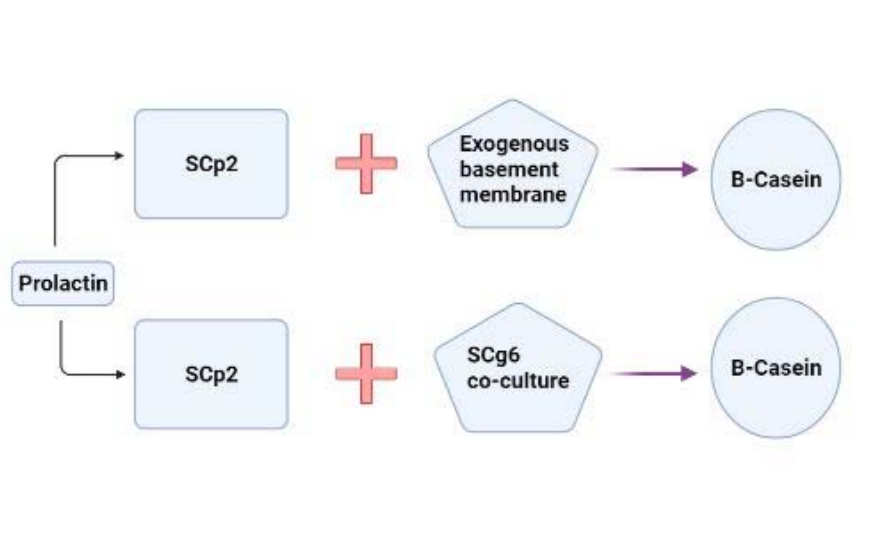 SCp2
Exogenous
basement
membrane
B-Casein
Prolactin
SCp2
SCg6
co-culture
B-Casein